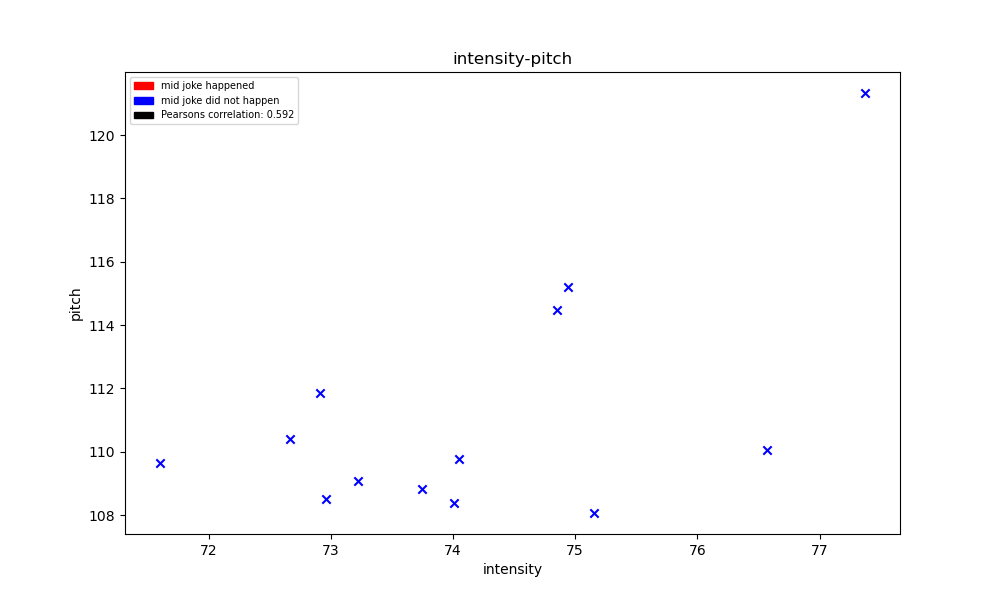 intensity-pitch
mid joke happened
mid joke did not happen
Pearsons correlation: 0.592
120
118
116
114
112
110
108
pitch
72 73 74 75 76 77
intensity